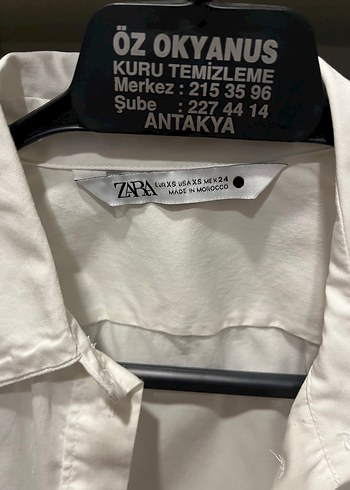 ÖZ OKYANUS
KURU TEMİZLEME
Merkez : 215 35 96
Şube : 227 44 14
ANTAKYA
ZARA EUR XS USA XS MEX 24
MADE IN MOROCCO